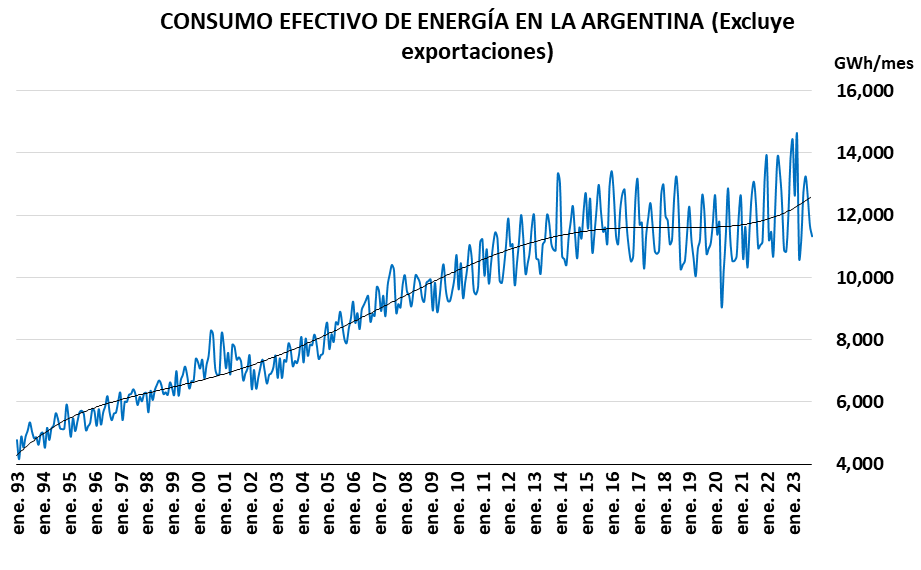 CONSUMO EFECTIVO DE ENERGÍA EN LA ARGENTINA (Excluye
exportaciones)
GWh/mes
16,000
14,000
12,000
10,000
8,000
6,000
4,000
ene. 93
ene. 94
ene. 95
ene. 96
ene. 97
ene. 98
ene. 99
ene. 00
ene. 01
ene. 02
ene. 03
ene. 04
ene. 05
ene. 06
ene. 07
ene. 08
ene. 09
ene. 10
ene. 11
ene. 12
ene. 13
ene. 14
ene. 15
ene. 16
ene. 17
ene. 18
ene. 19
ene. 20
ene. 21
ene. 22
ene. 23